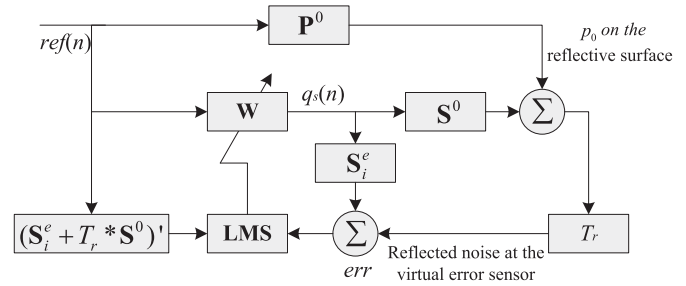 P⁰
ref(n)
p₀ on the
reflective surface
W
qₛ(n)
S⁰
Σ
Sᵢᵉ
(Sᵢᵉ + Tᵣ * S⁰)'
LMS
Σ
Tᵣ
Reflected noise at the
virtual error sensor
err